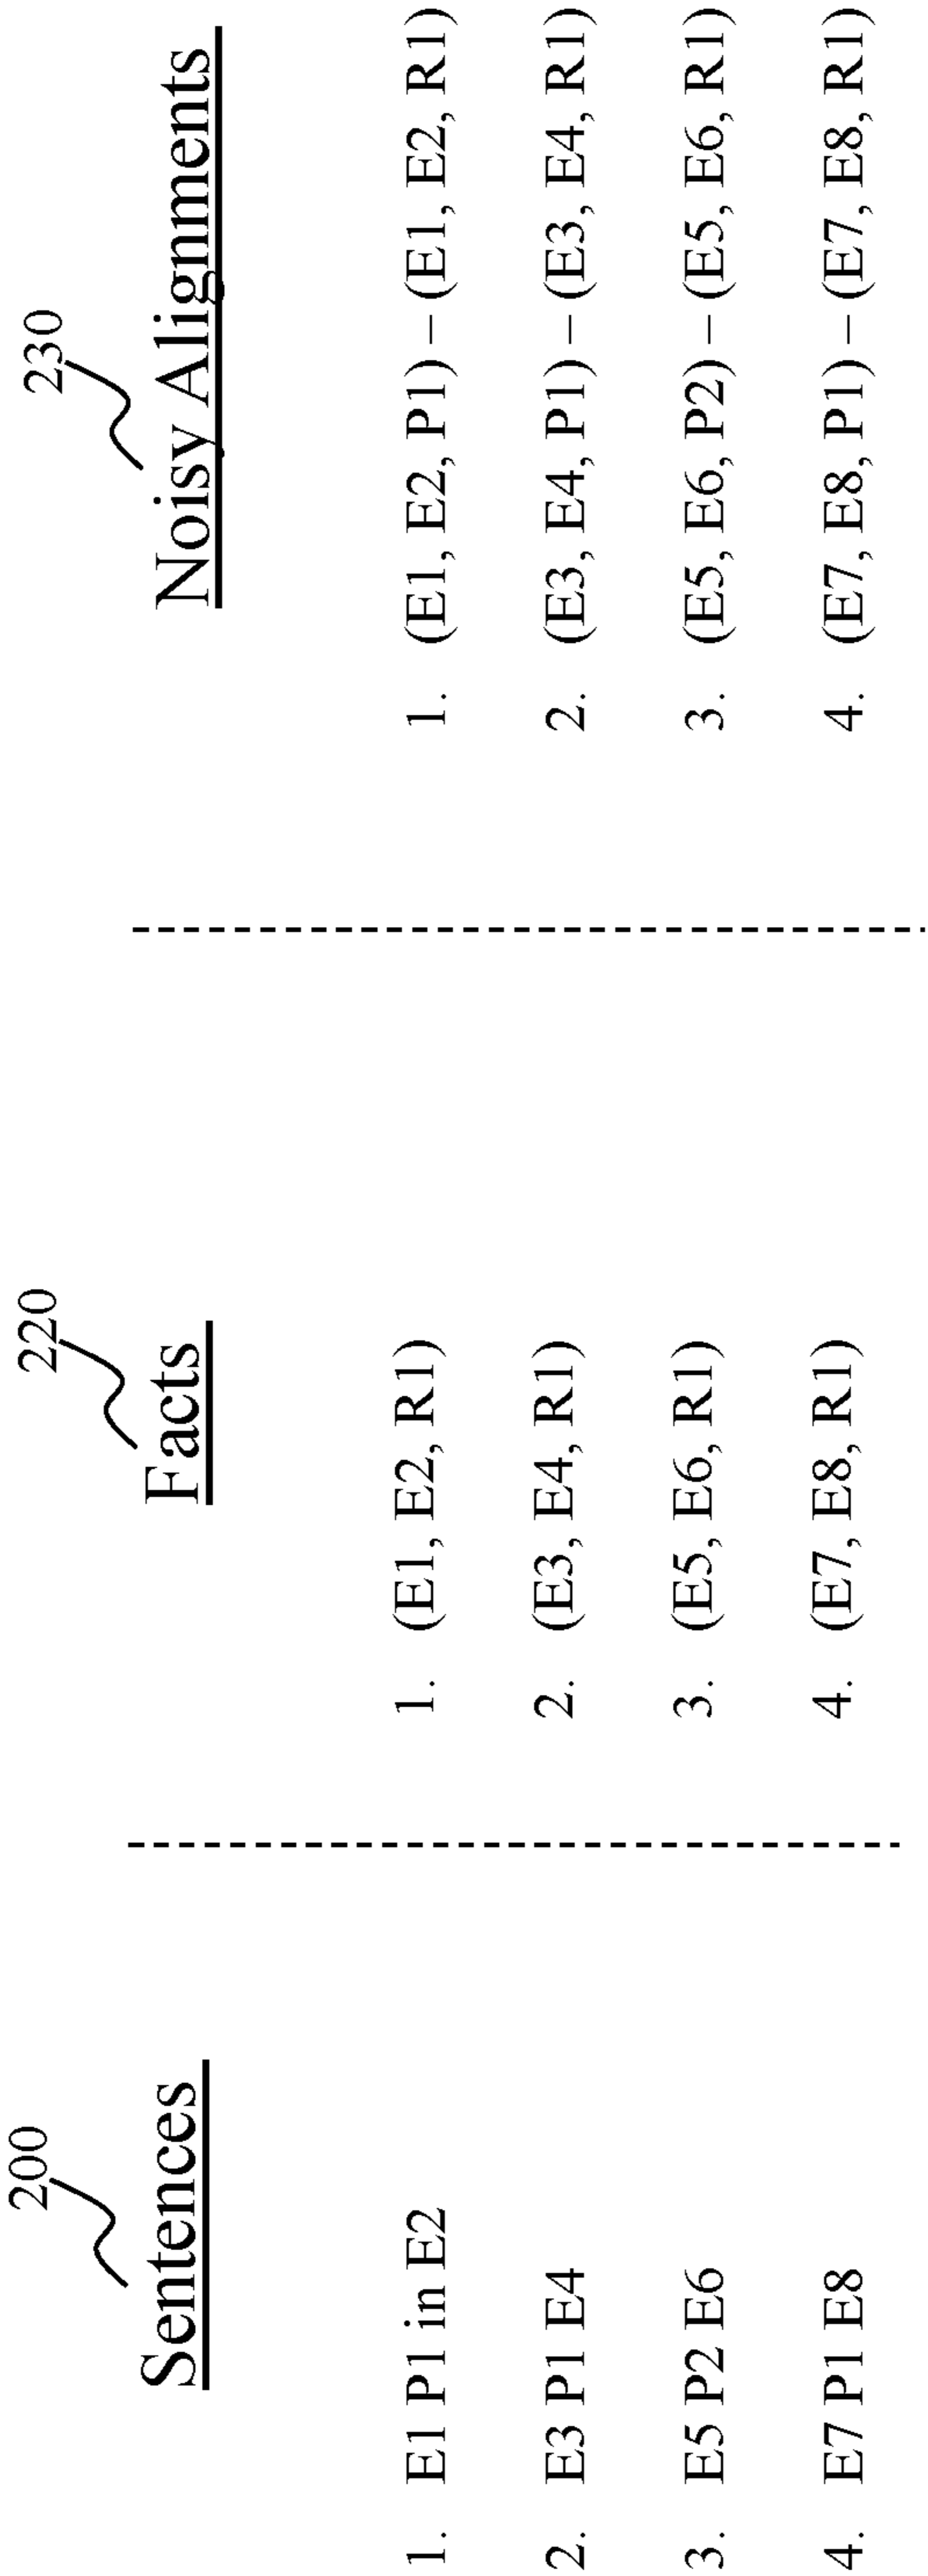 200
Sentences
1. E1 P1 in E2
2. E3 P1 E4
3. E5 P2 E6
4. E7 P1 E8
220
Facts
1. (E1, E2, R1)
2. (E3, E4, R1)
3. (E5, E6, R1)
4. (E7, E8, R1)
230
Noisy Alignments
1. (E1, E2, P1) – (E1, E2, R1)
2. (E3, E4, P1) – (E3, E4, R1)
3. (E5, E6, P2) – (E5, E6, R1)
4. (E7, E8, P1) – (E7, E8, R1)